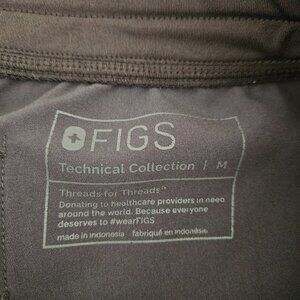 FIGS
Technical Collection / M
Threads for Threads™
Donating to healthcare providers in need
around the world. Because everyone
deserves to #wearFIGS
made in indonesia fabriqué en indonésie